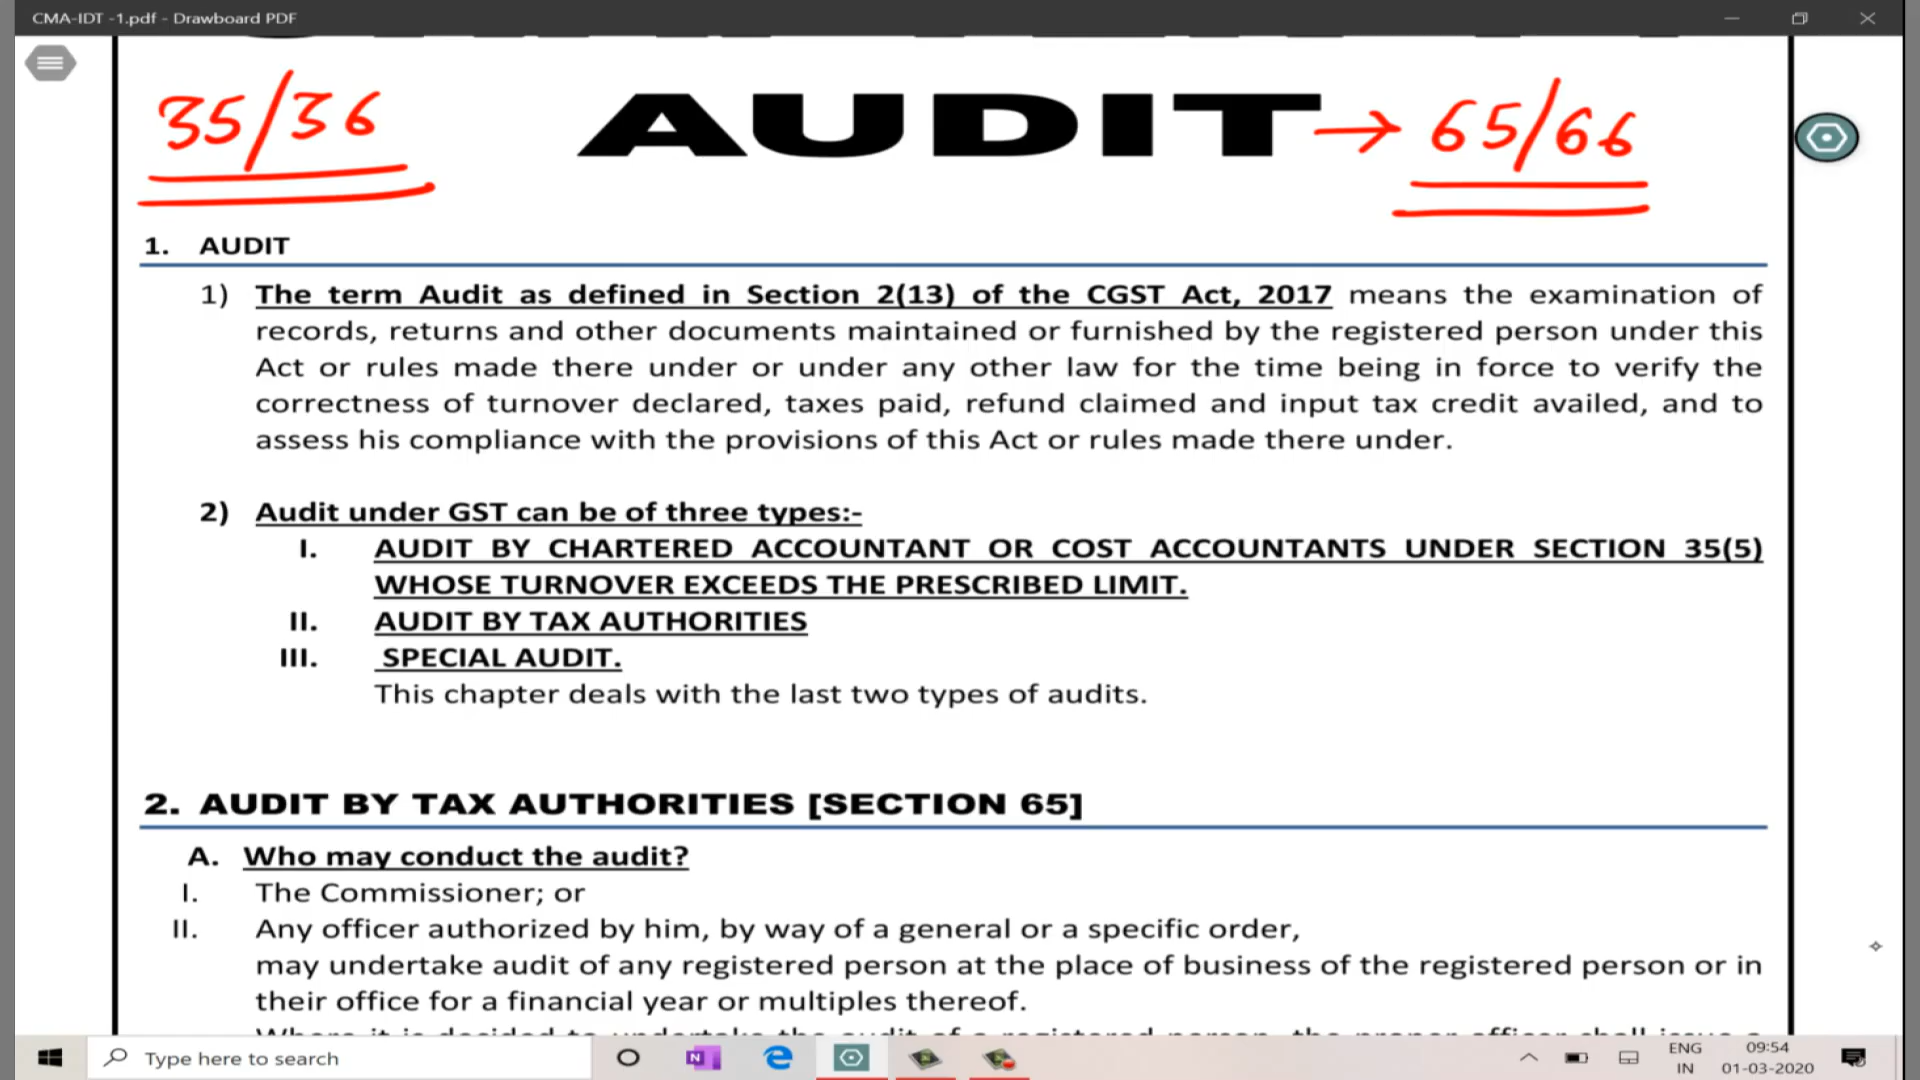 CMA-IDT -1.pdf - Drawboard PDF
35/36
AUDIT → 65/66
1. AUDIT
1) The term Audit as defined in Section 2(13) of the CGST Act, 2017 means the examination of
records, returns and other documents maintained or furnished by the registered person under this
Act or rules made there under or under any other law for the time being in force to verify the
correctness of turnover declared, taxes paid, refund claimed and input tax credit availed, and to
assess his compliance with the provisions of this Act or rules made there under.
2) Audit under GST can be of three types:-
I. AUDIT BY CHARTERED ACCOUNTANT OR COST ACCOUNTANTS UNDER SECTION 35(5)
WHOSE TURNOVER EXCEEDS THE PRESCRIBED LIMIT.
II. AUDIT BY TAX AUTHORITIES
III. SPECIAL AUDIT.
This chapter deals with the last two types of audits.
2. AUDIT BY TAX AUTHORITIES [SECTION 65]
A. Who may conduct the audit?
I. The Commissioner; or
II. Any officer authorized by him, by way of a general or a specific order,
may undertake audit of any registered person at the place of business of the registered person or in
their office for a financial year or multiples thereof.
Type here to search
N
ENG
IN
09:54
01-03-2020